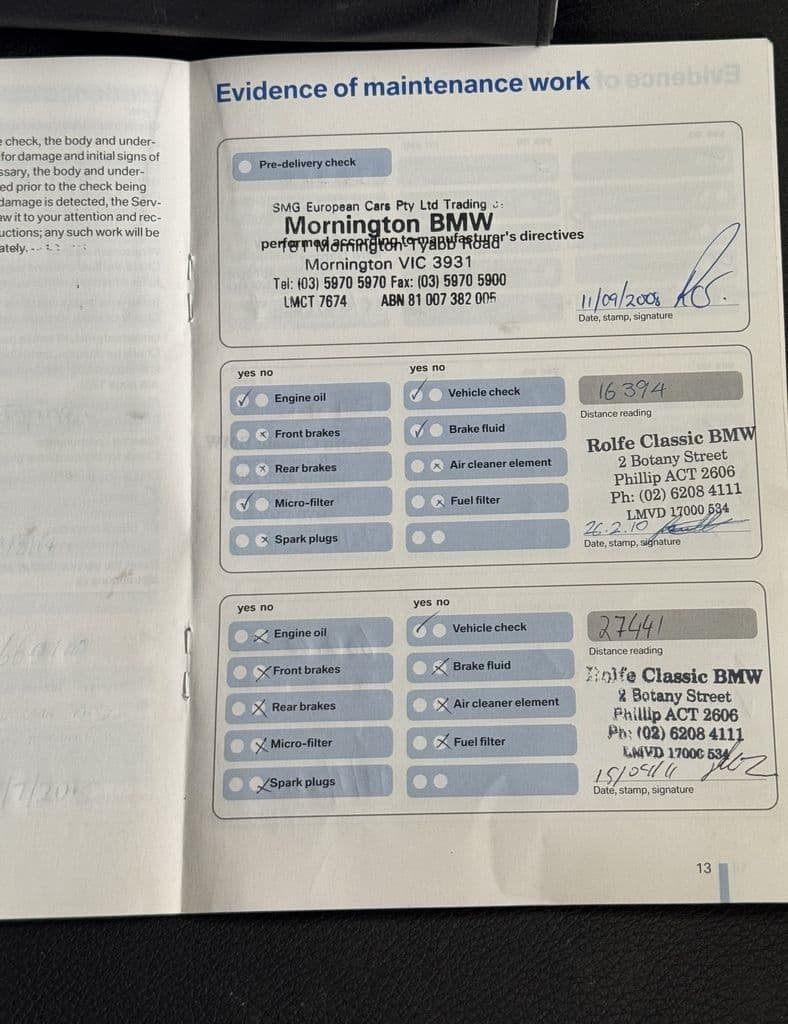 Evidence of maintenance work
e check, the body and under-
for damage and initial signs of
ssary, the body and under-
ed prior to the check being
damage is detected, the Serv-
aw it to your attention and rec-
uctions; any such work will be
ately.
Pre-delivery check
SMG European Cars Pty Ltd Trading
Mornington BMW
performed according to manufacturer's directives
Mornington-Tyabb Road
Mornington VIC 3931
Tel: (03) 5970 5970 Fax: (03) 5970 5900
LMCT 7674 ABN 81 007 382 005
11/09/2008
Date, stamp, signature
yes no
yes no
Engine oil
Vehicle check
16394
Distance reading
Front brakes
Brake fluid
Rear brakes
Air cleaner element
Micro-filter
Fuel filter
Spark plugs
Rolfe Classic BMW
2 Botany Street
Phillip ACT 2606
Ph: (02) 6208 4111
LMVD 17000 534
26.2.10
Date, stamp, signature
yes no
yes no
Engine oil
Vehicle check
27441
Distance reading
Front brakes
Brake fluid
Rear brakes
Air cleaner element
Micro-filter
Fuel filter
Spark plugs
Rolfe Classic BMW
2 Botany Street
Phillip ACT 2606
Ph: (02) 6208 4111
LMVD 17000 534
15/04/11
Date, stamp, signature
13